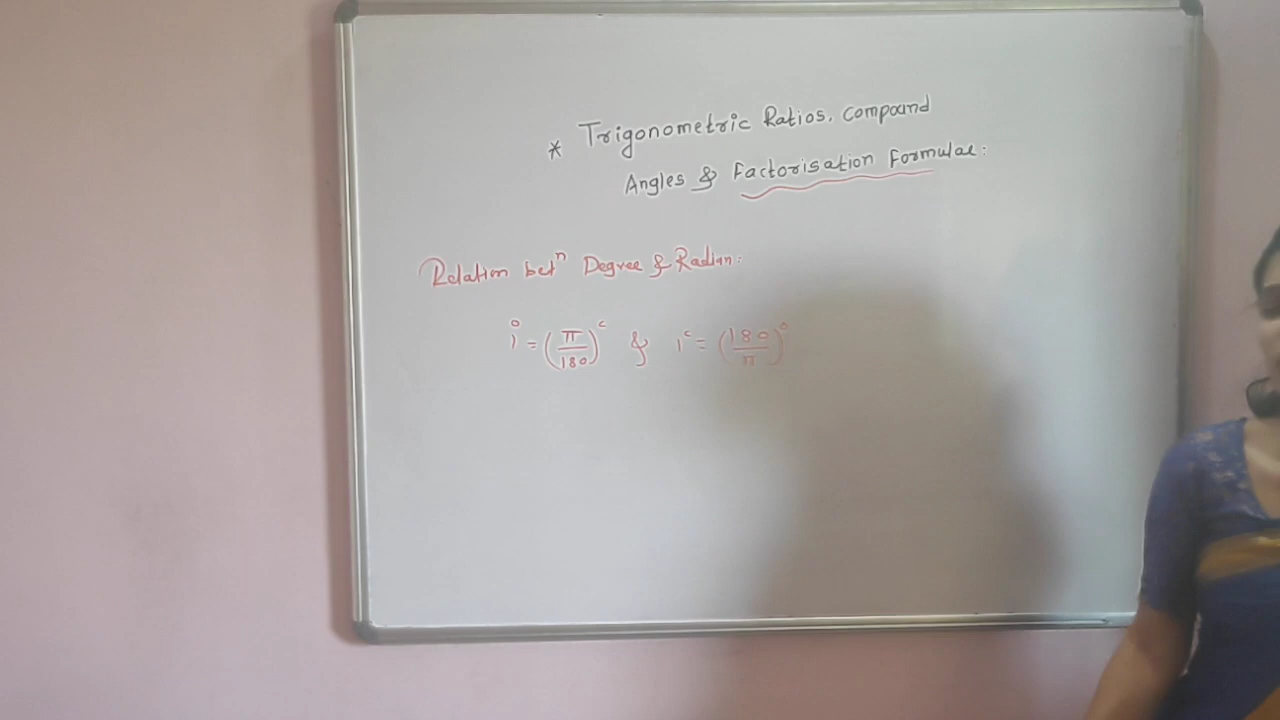 * Trigonometric Ratios, Compound
Angles & Factorisation Formulae:
Relation betⁿ Degree & Radian:
1° = (π/180)ᶜ & 1ᶜ = (180/π)°